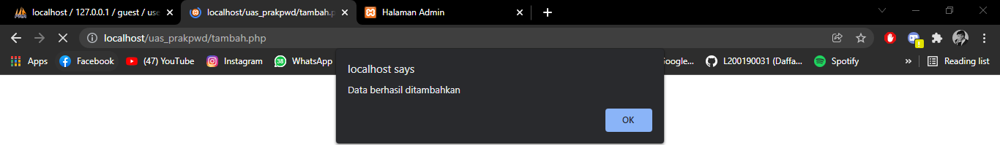 localhost / 127.0.0.1 / guest / use
localhost/uas_prakpwd/tambah.p
Halaman Admin
localhost/uas_prakpwd/tambah.php
Apps
Facebook
(47) YouTube
Instagram
38
WhatsApp
Google...
L200190031 (Daffa...
Spotify
»
Reading list
localhost says
Data berhasil ditambahkan
OK